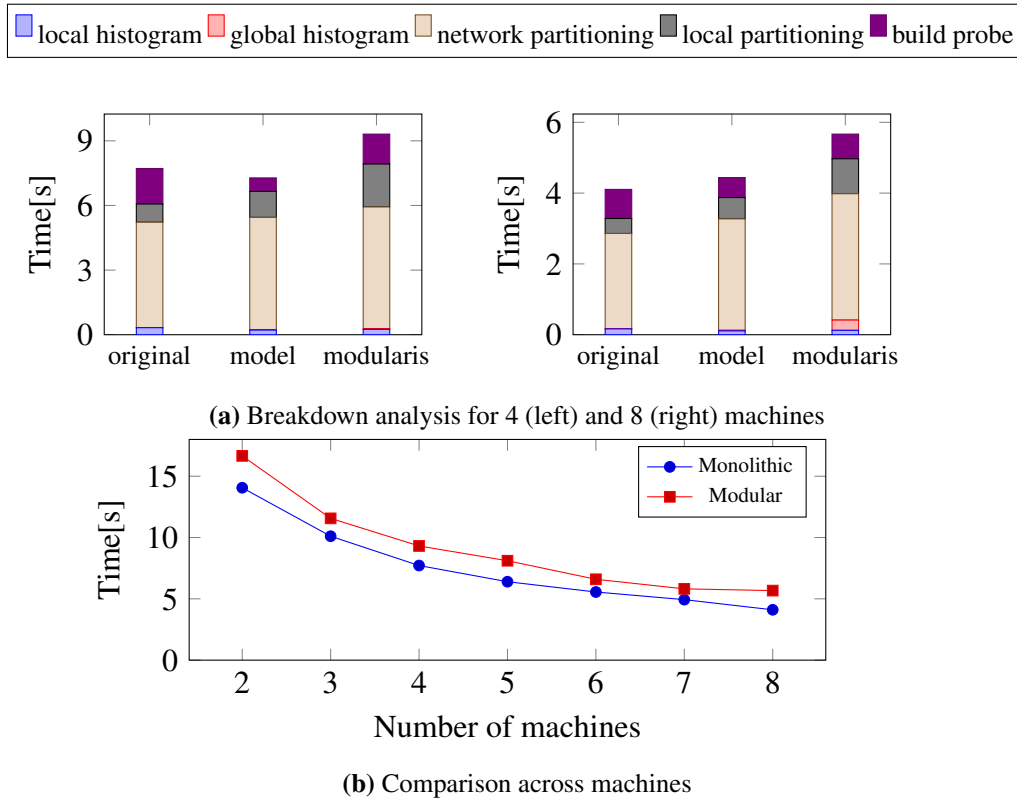 local histogram global histogram network partitioning local partitioning build probe
9
6
3
0
Time[s]
original model modularis
6
4
2
0
Time[s]
original model modularis
(a) Breakdown analysis for 4 (left) and 8 (right) machines
15
10
5
0
Time[s]
Monolithic
Modular
2 3 4 5 6 7 8
Number of machines
(b) Comparison across machines